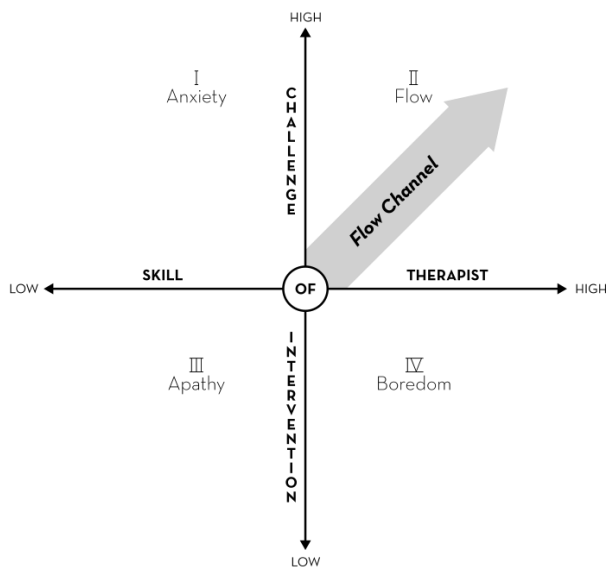 HIGH
I
Anxiety
II
Flow
CHALLENGE
Flow Channel
LOW
SKILL
OF
THERAPIST
HIGH
III
Apathy
INTERVENTION
IV
Boredom
LOW